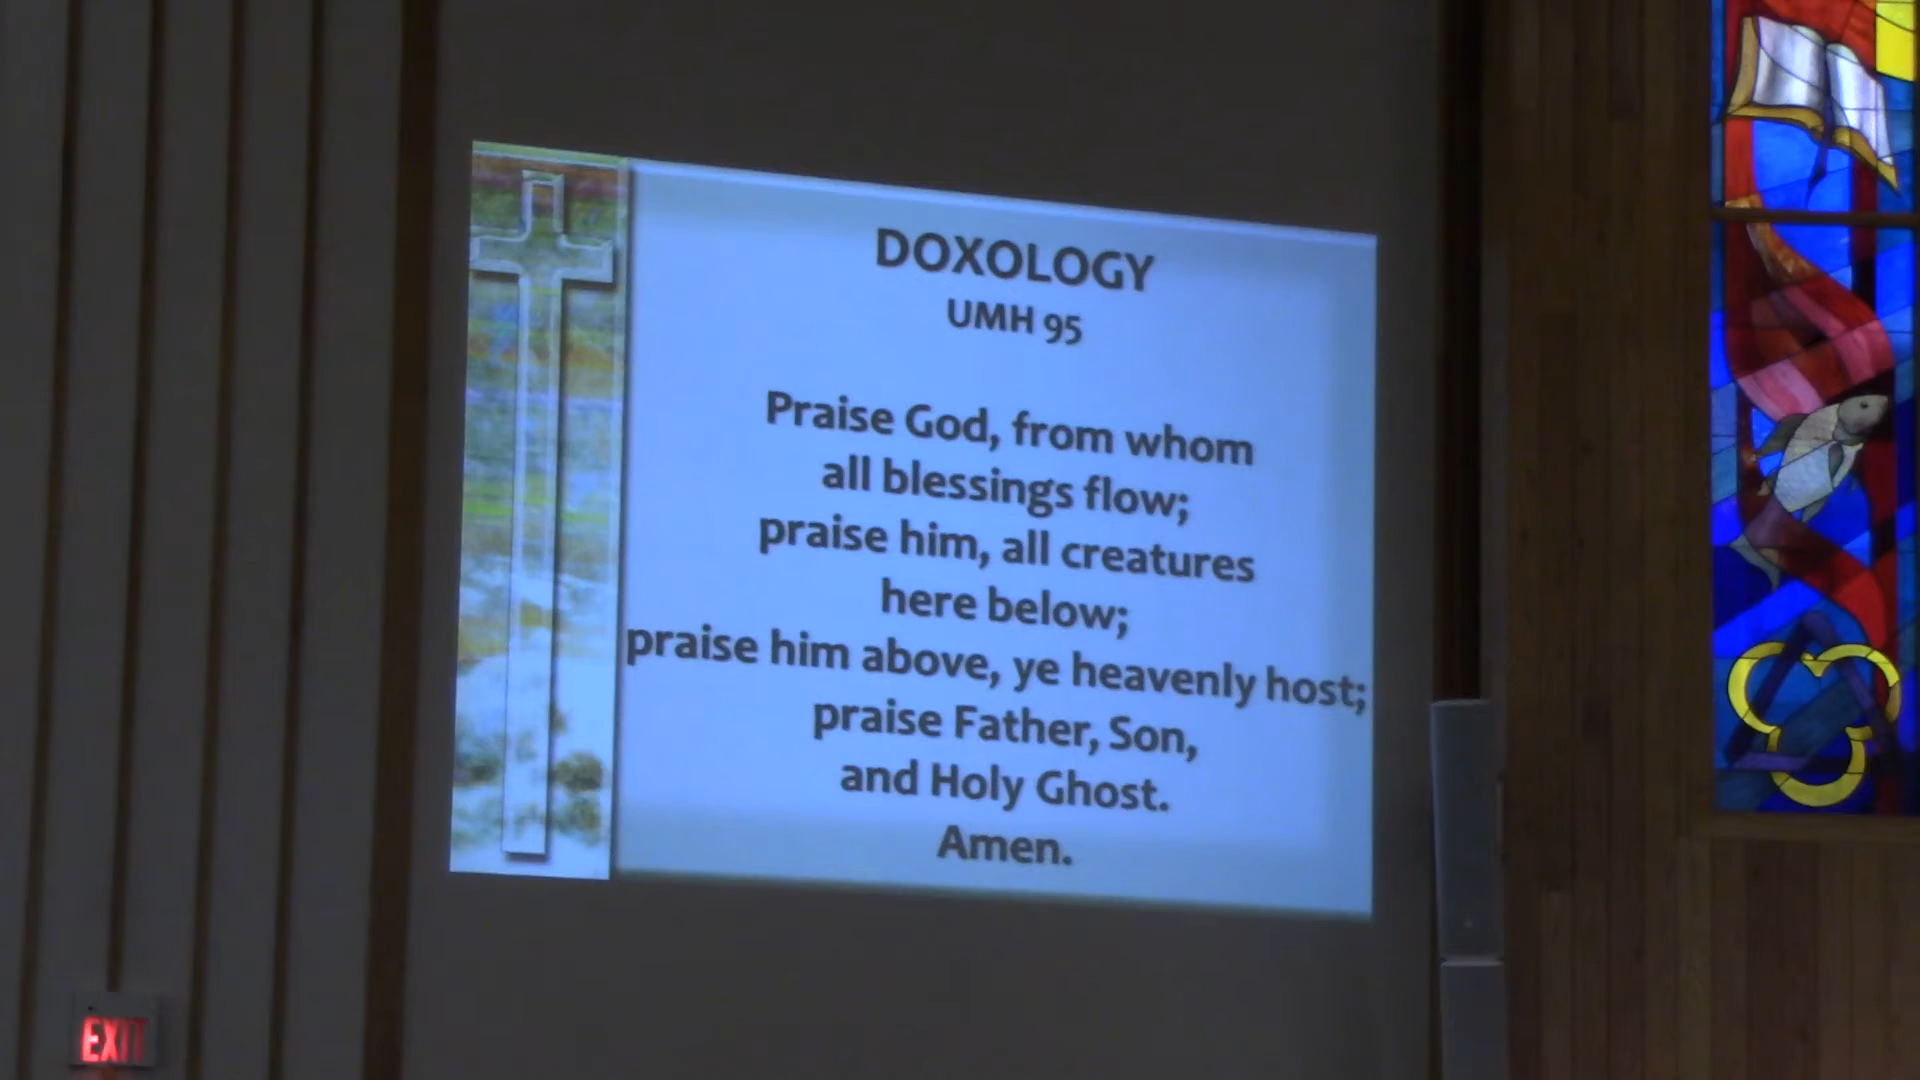 DOXOLOGY
UMH 95
Praise God, from whom
all blessings flow;
praise him, all creatures
here below;
praise him above, ye heavenly host;
praise Father, Son,
and Holy Ghost.
Amen.
EXIT